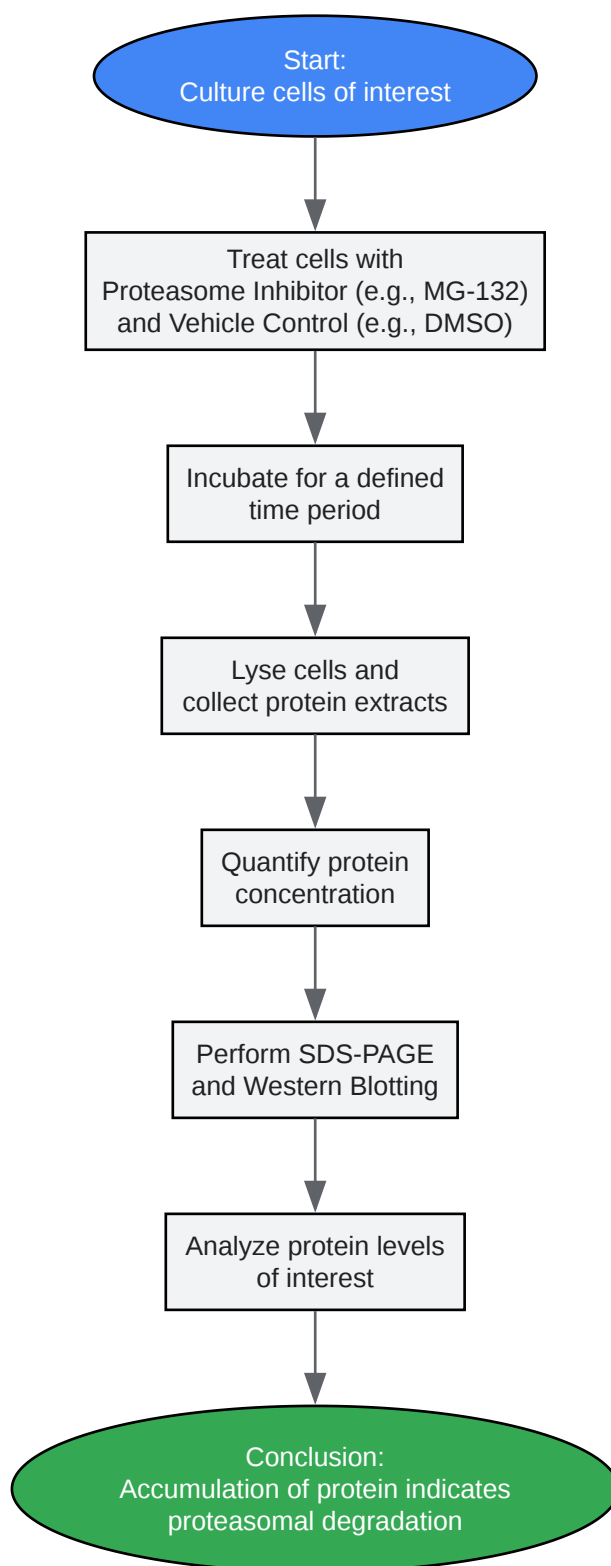 Start:
Culture cells of interest
Treat cells with
Proteasome Inhibitor (e.g., MG-132)
and Vehicle Control (e.g., DMSO)
Incubate for a defined
time period
Lyse cells and
collect protein extracts
Quantify protein
concentration
Perform SDS-PAGE
and Western Blotting
Analyze protein levels
of interest
Conclusion:
Accumulation of protein indicates
proteasomal degradation